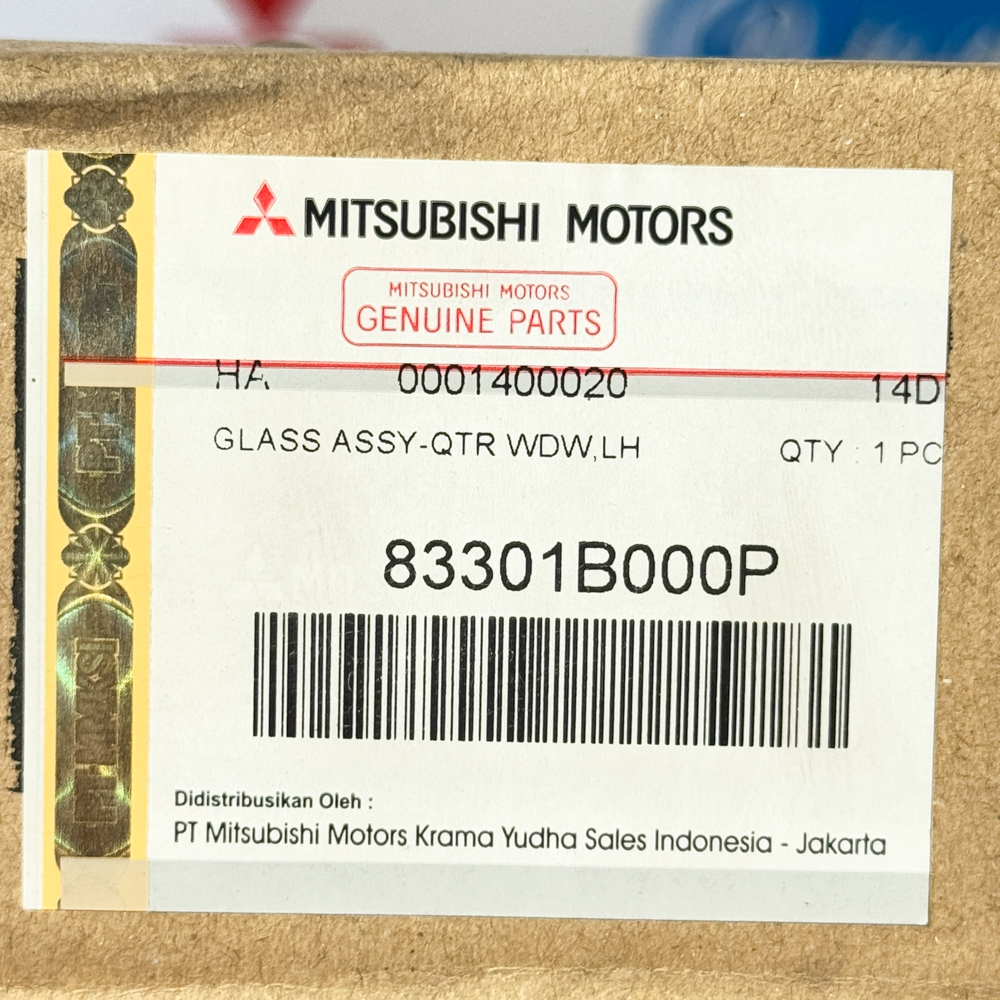 MITSUBISHI MOTORS
MITSUBISHI MOTORS
GENUINE PARTS
HA 0001400020 14D
GLASS ASSY-QTR WDW,LH QTY : 1 PC
83301B000P
Didistribusikan Oleh :
PT Mitsubishi Motors Krama Yudha Sales Indonesia - Jakarta